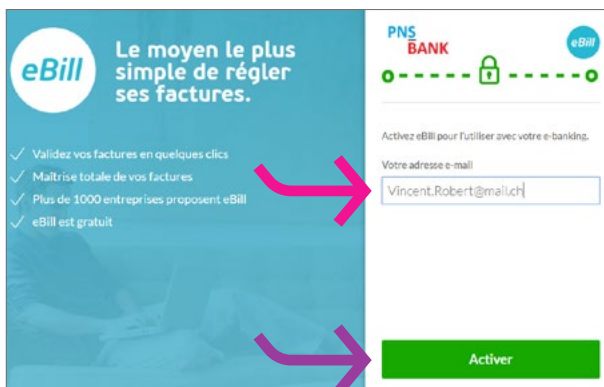 eBill
Le moyen le plus
simple de régler
ses factures.
Validez vos factures en quelques clics
Maîtrise totale de vos factures
Plus de 1000 entreprises proposent eBill
eBill est gratuit
PNS
BANK
eBill
Activez eBill pour l'utiliser avec votre e-banking.
Votre adresse e-mail
Vincent.Robert@mail.ch
Activer